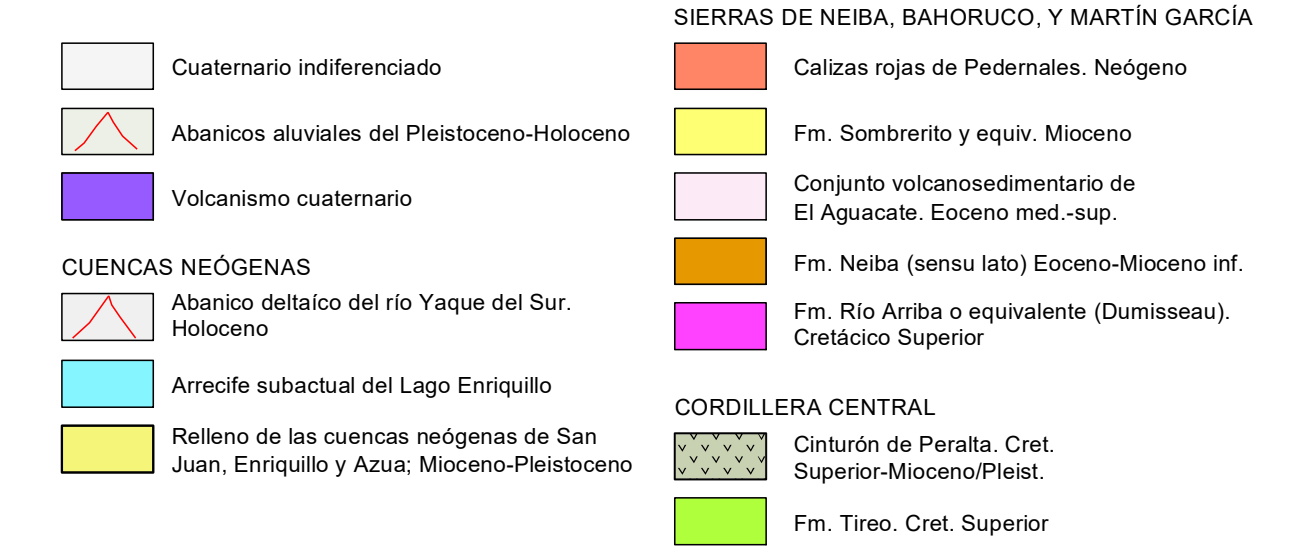 Cuaternario indiferenciado
Abanicos aluviales del Pleistoceno-Holoceno
Volcanismo cuaternario
CUENCAS NEÓGENAS
Abanico deltaíco del río Yaque del Sur.
Holoceno
Arrecife subactual del Lago Enriquillo
Relleno de las cuencas neógenas de San
Juan, Enriquillo y Azua; Mioceno-Pleistoceno
SIERRAS DE NEIBA, BAHORUCO, Y MARTÍN GARCÍA
Calizas rojas de Pedernales. Neógeno
Fm. Sombrerito y equiv. Mioceno
Conjunto volcanosedimentario de
El Aguacate. Eoceno med.-sup.
Fm. Neiba (sensu lato) Eoceno-Mioceno inf.
Fm. Río Arriba o equivalente (Dumisseau).
Cretácico Superior
CORDILLERA CENTRAL
Cinturón de Peralta. Cret.
Superior-Mioceno/Pleist.
Fm. Tireo. Cret. Superior